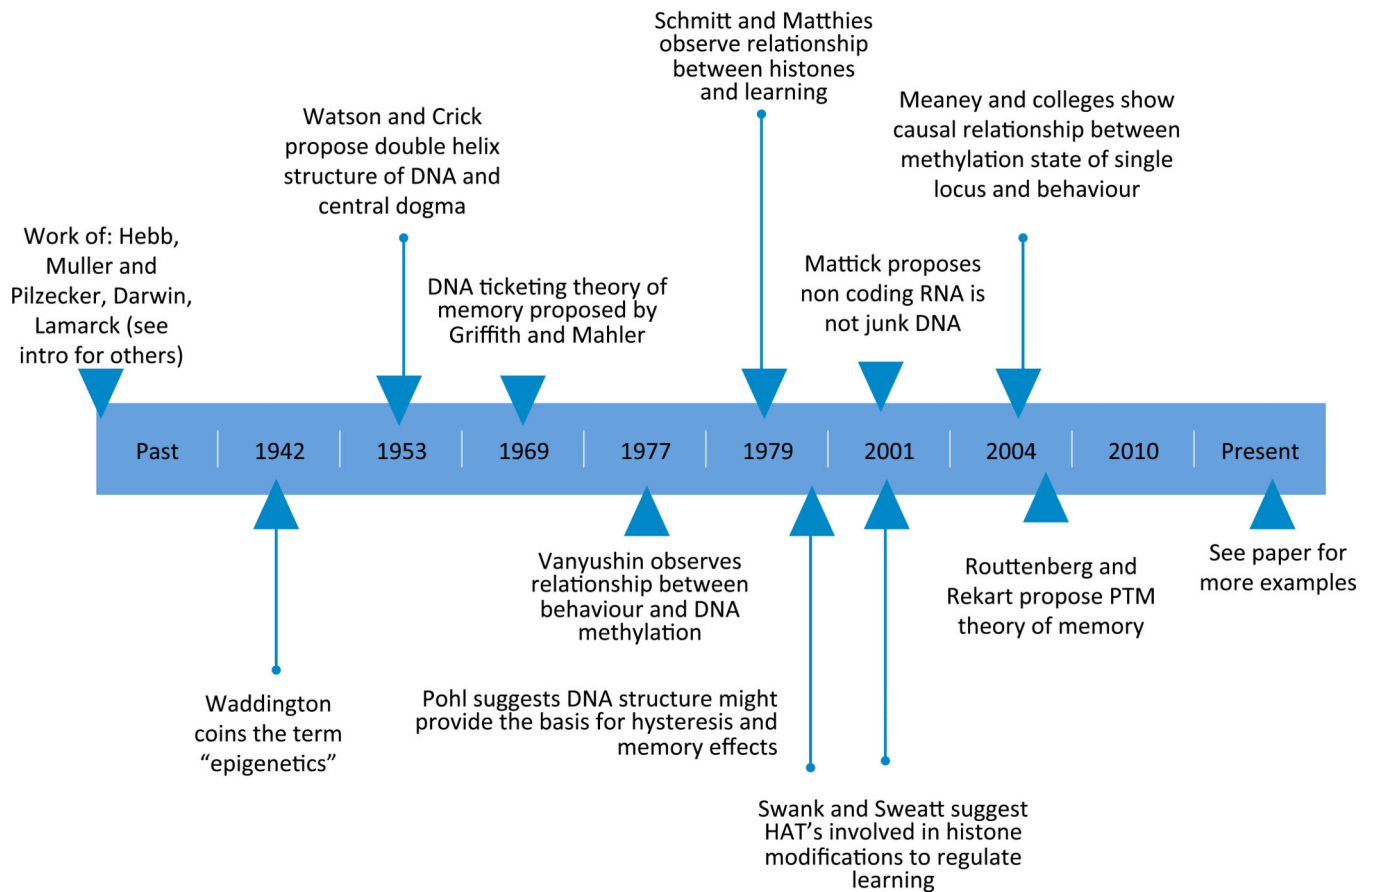 Schmitt and Matthies
observe relationship
between histones
and learning
Meaney and colleges show
causal relationship between
methylation state of single
locus and behaviour
Watson and Crick
propose double helix
structure of DNA and
central dogma
Work of: Hebb,
Muller and
Pilzecker, Darwin,
Lamarck (see
intro for others)
DNA ticketing theory of
memory proposed by
Griffith and Mahler
Mattick proposes
non coding RNA is
not junk DNA
Past 1942 1953 1969 1977 1979 2001 2004 2010 Present
Vanyushin observes
relationship between
behaviour and DNA
methylation
Routtenberg and
Rekart propose PTM
theory of memory
See paper for
more examples
Waddington
coins the term
“epigenetics”
Pohl suggests DNA structure might
provide the basis for hysteresis and
memory effects
Swank and Sweatt suggest
HAT’s involved in histone
modifications to regulate
learning